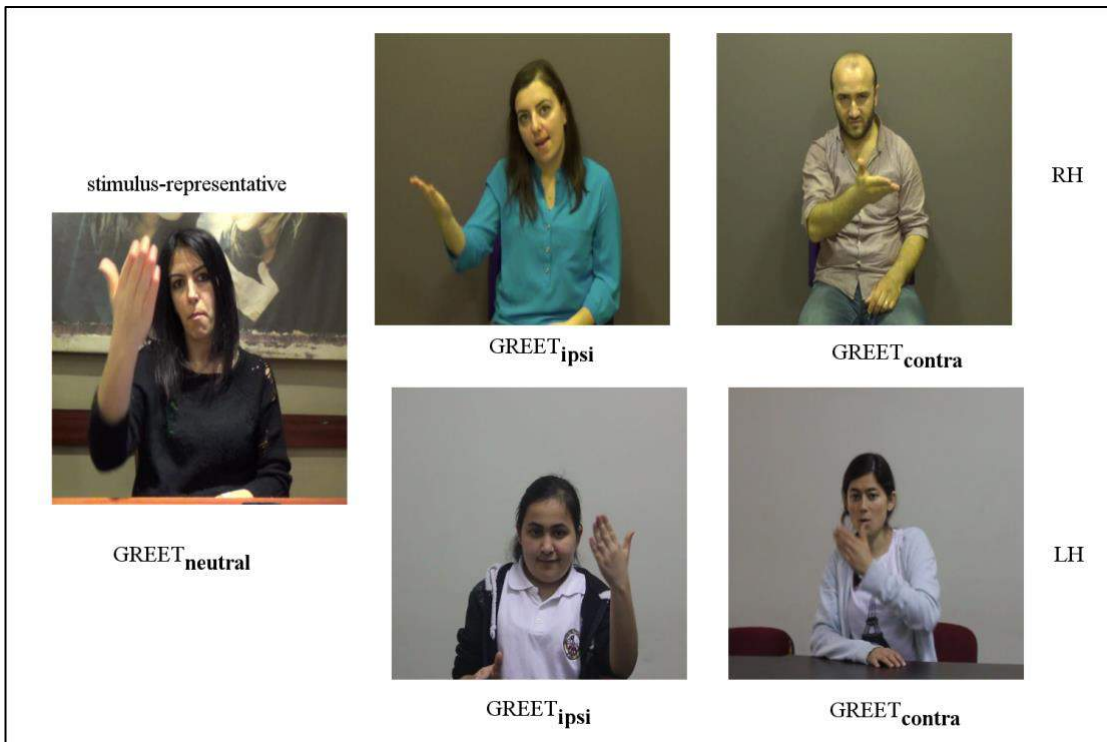 stimulus-representative
GREETneutral
GREETipsi
GREETcontra
RH
GREETipsi
GREETcontra
LH